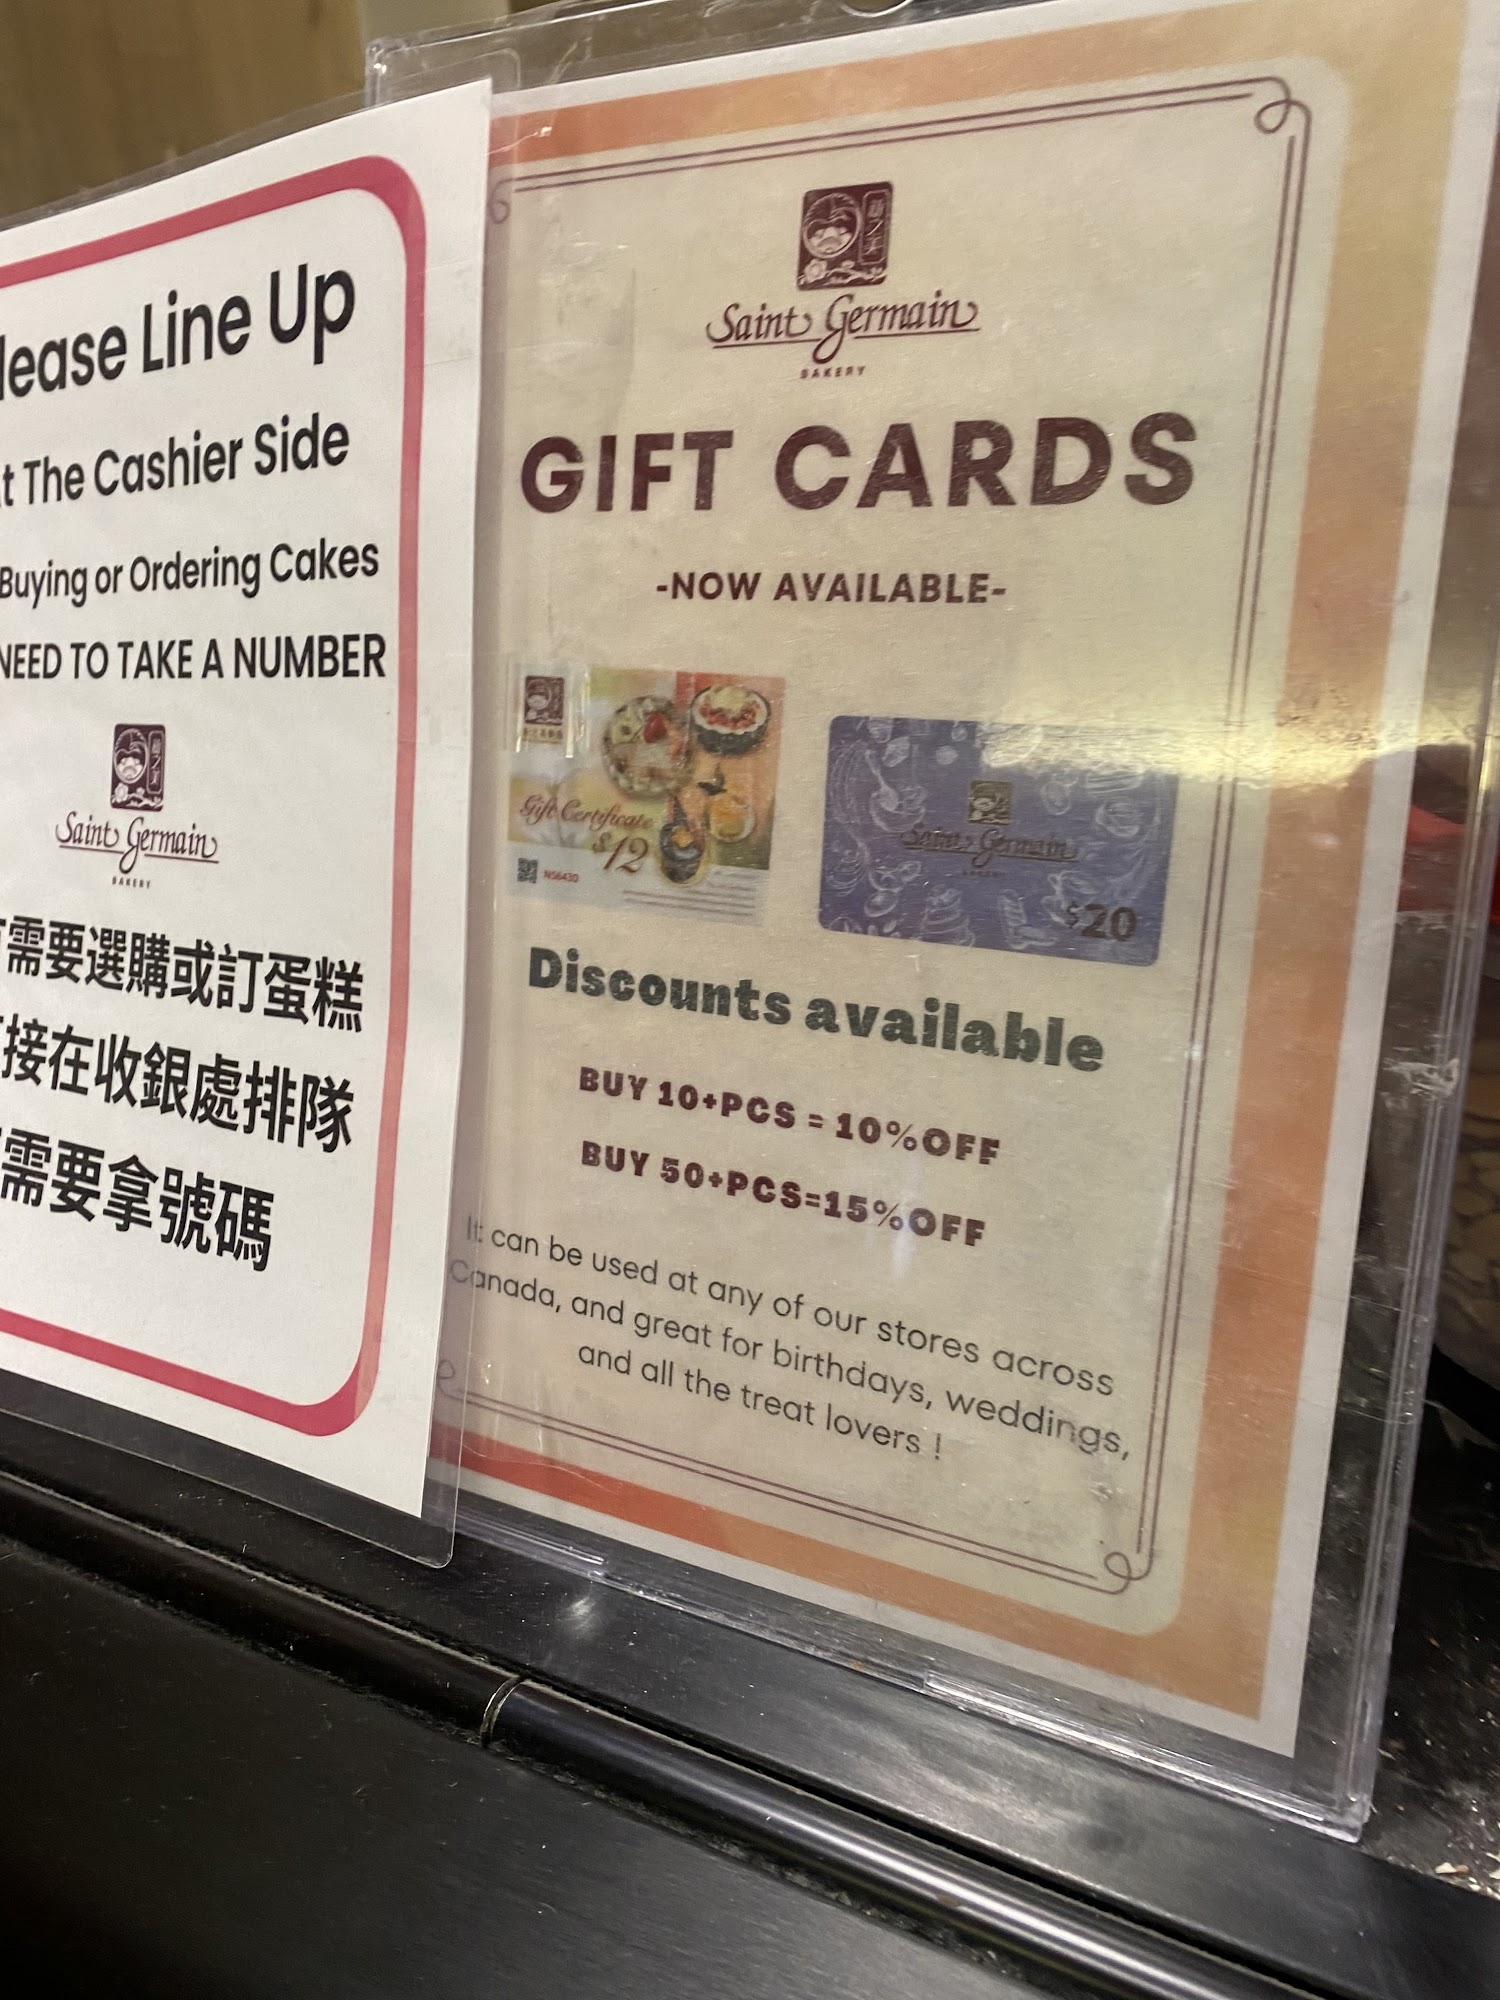 lease Line Up
t The Cashier Side
Buying or Ordering Cakes
NEED TO TAKE A NUMBER
Saint Germain
BAKERY
需要選購或訂蛋糕
接在收銀處排隊
需要拿號碼
Saint Germain
BAKERY
GIFT CARDS
-NOW AVAILABLE-
Gift Certificate
$12
NS6430
Saint Germain
$20
Discounts available
BUY 10+PCS = 10%OFF
BUY 50+PCS=15%OFF
It can be used at any of our stores across
Canada, and great for birthdays, weddings,
and all the treat lovers !